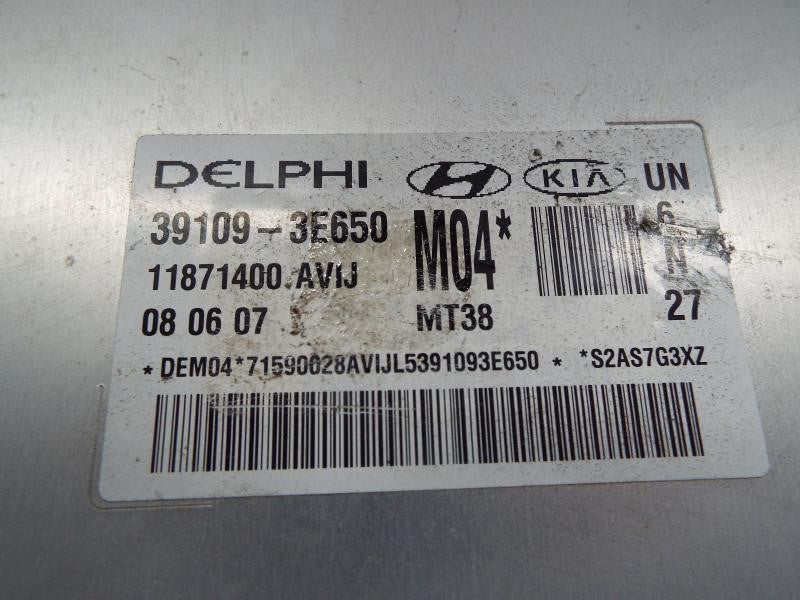 DELPHI H KIA UN
39109-3E650 M04* 6
11871400 AVIJ N
08 06 07 MT38 27
*DEM04*71590028AVIJL5391093E650 * *S2AS7G3XZ